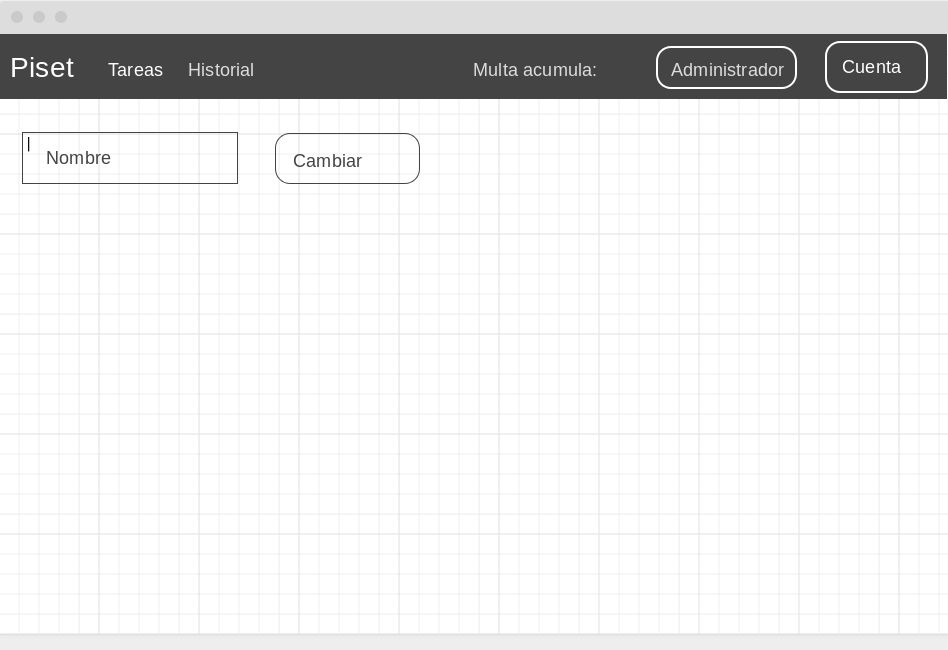 Piset Tareas Historial Multa acumula: Administrador Cuenta
Nombre Cambiar